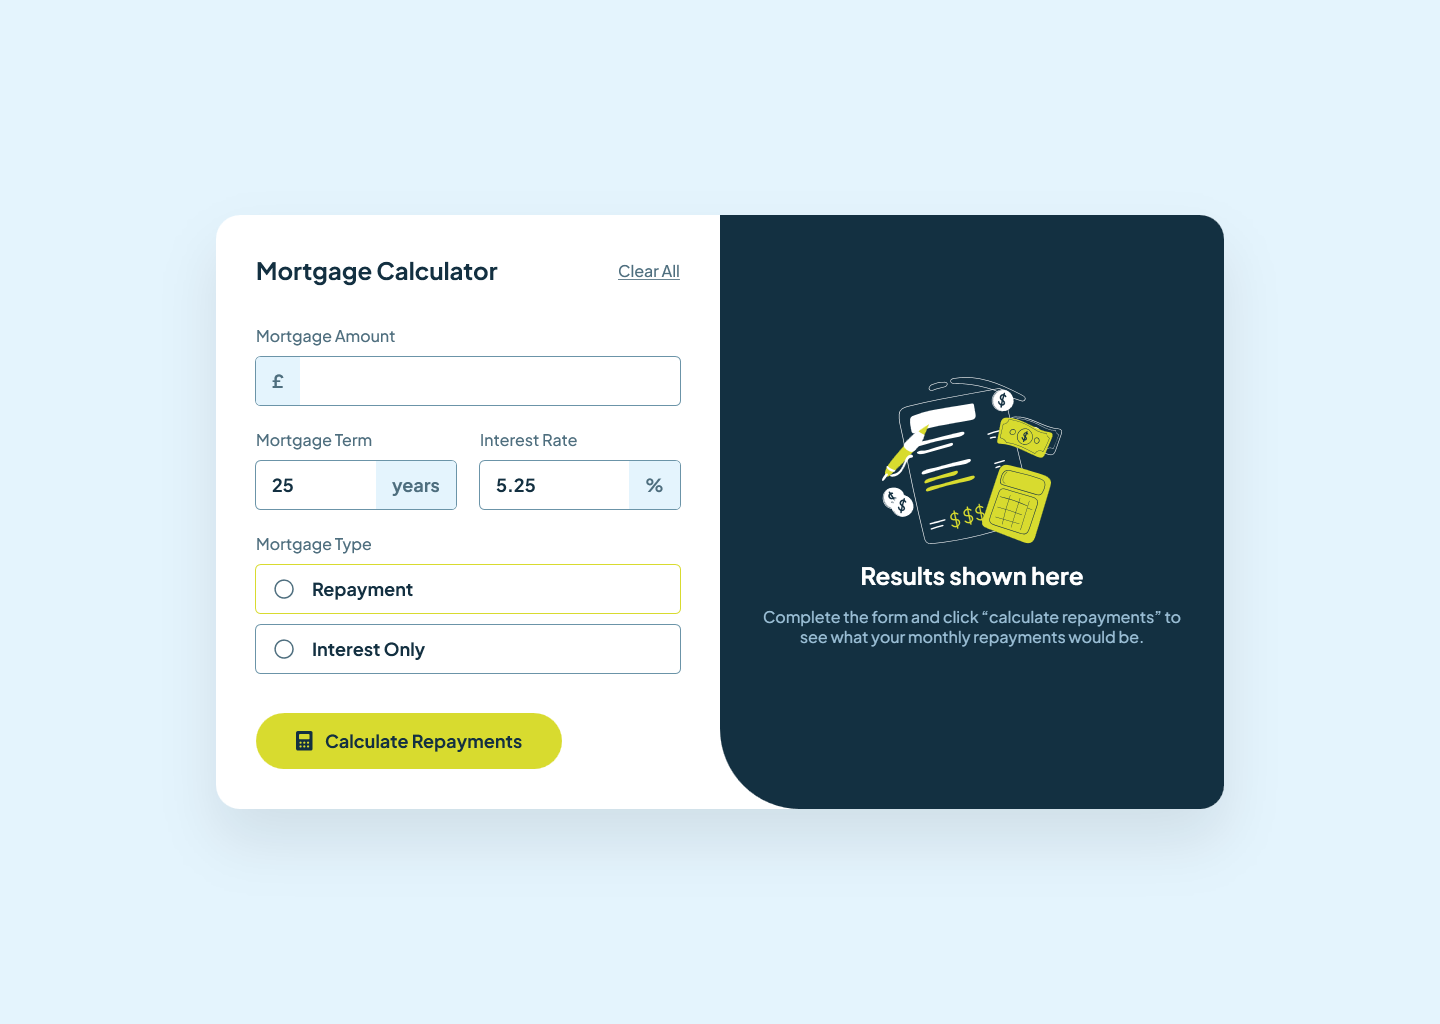 Mortgage Calculator
Clear All
Mortgage Amount
£
Mortgage Term
Interest Rate
25 years
5.25 %
Mortgage Type
Repayment
Interest Only
Calculate Repayments
$
$
$
$
$$$
Results shown here
Complete the form and click “calculate repayments” to
see what your monthly repayments would be.